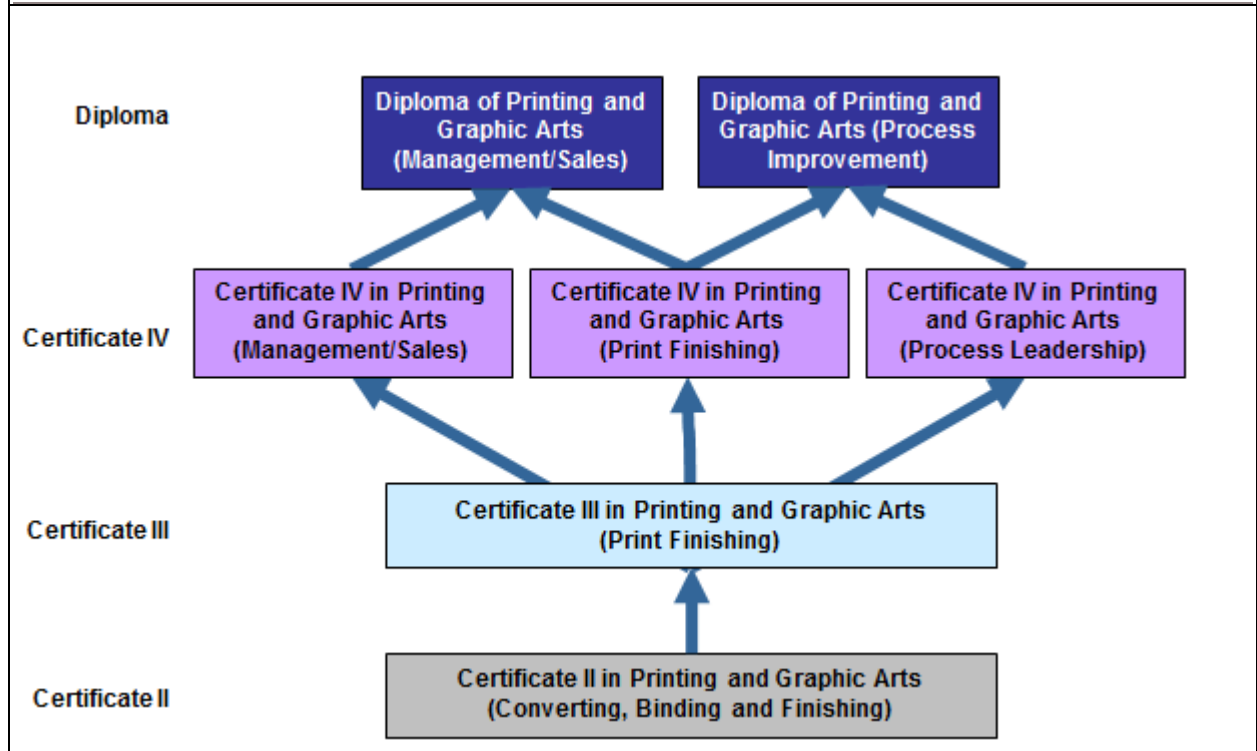 Diploma
Diploma of Printing and
Graphic Arts
(Management/Sales)
Diploma of Printing and
Graphic Arts (Process
Improvement)
Certificate IV
Certificate IV in Printing
and Graphic Arts
(Management/Sales)
Certificate IV in Printing
and Graphic Arts
(Print Finishing)
Certificate IV in Printing
and Graphic Arts
(Process Leadership)
Certificate III
Certificate III in Printing and Graphic Arts
(Print Finishing)
Certificate II
Certificate II in Printing and Graphic Arts
(Converting, Binding and Finishing)